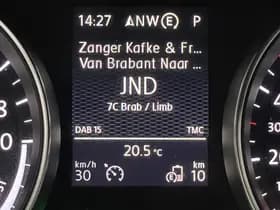 14:27 ANW(E) P
Zanger Kafke & Fr...
Van Brabant Naar ...
JND
7C Brab / Limb
DAB 15 TMC
20.5 °C
km/h km
30 10